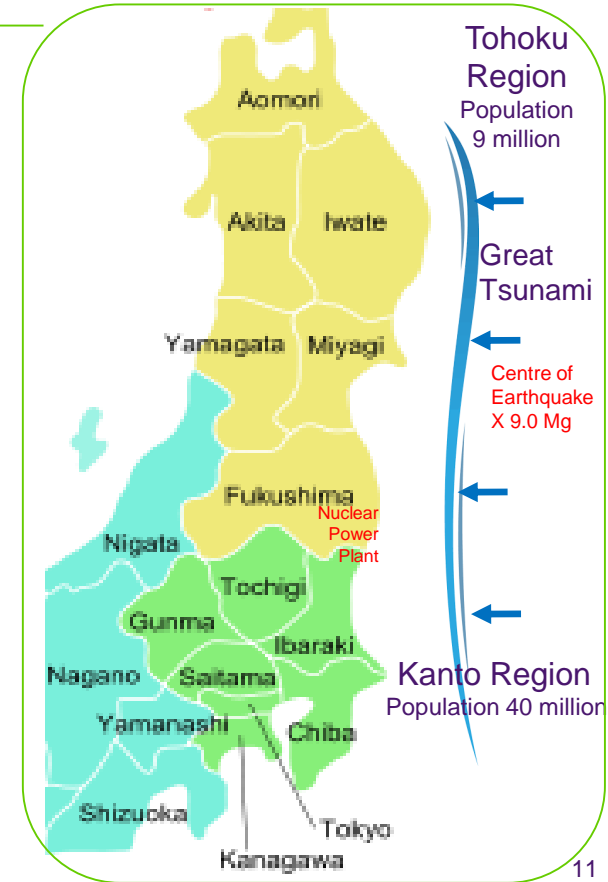 Tohoku
Region
Population
9 million
Aomori
Akita
Iwate
Great
Tsunami
Yamagata
Miyagi
Centre of
Earthquake
X 9.0 Mg
Fukushima
Nuclear
Power
Plant
Nigata
Tochigi
Gunma
Ibaraki
Nagano
Saitama
Kanto Region
Population 40 million
Yamanashi
Chiba
Shizuoka
Tokyo
Kanagawa
11